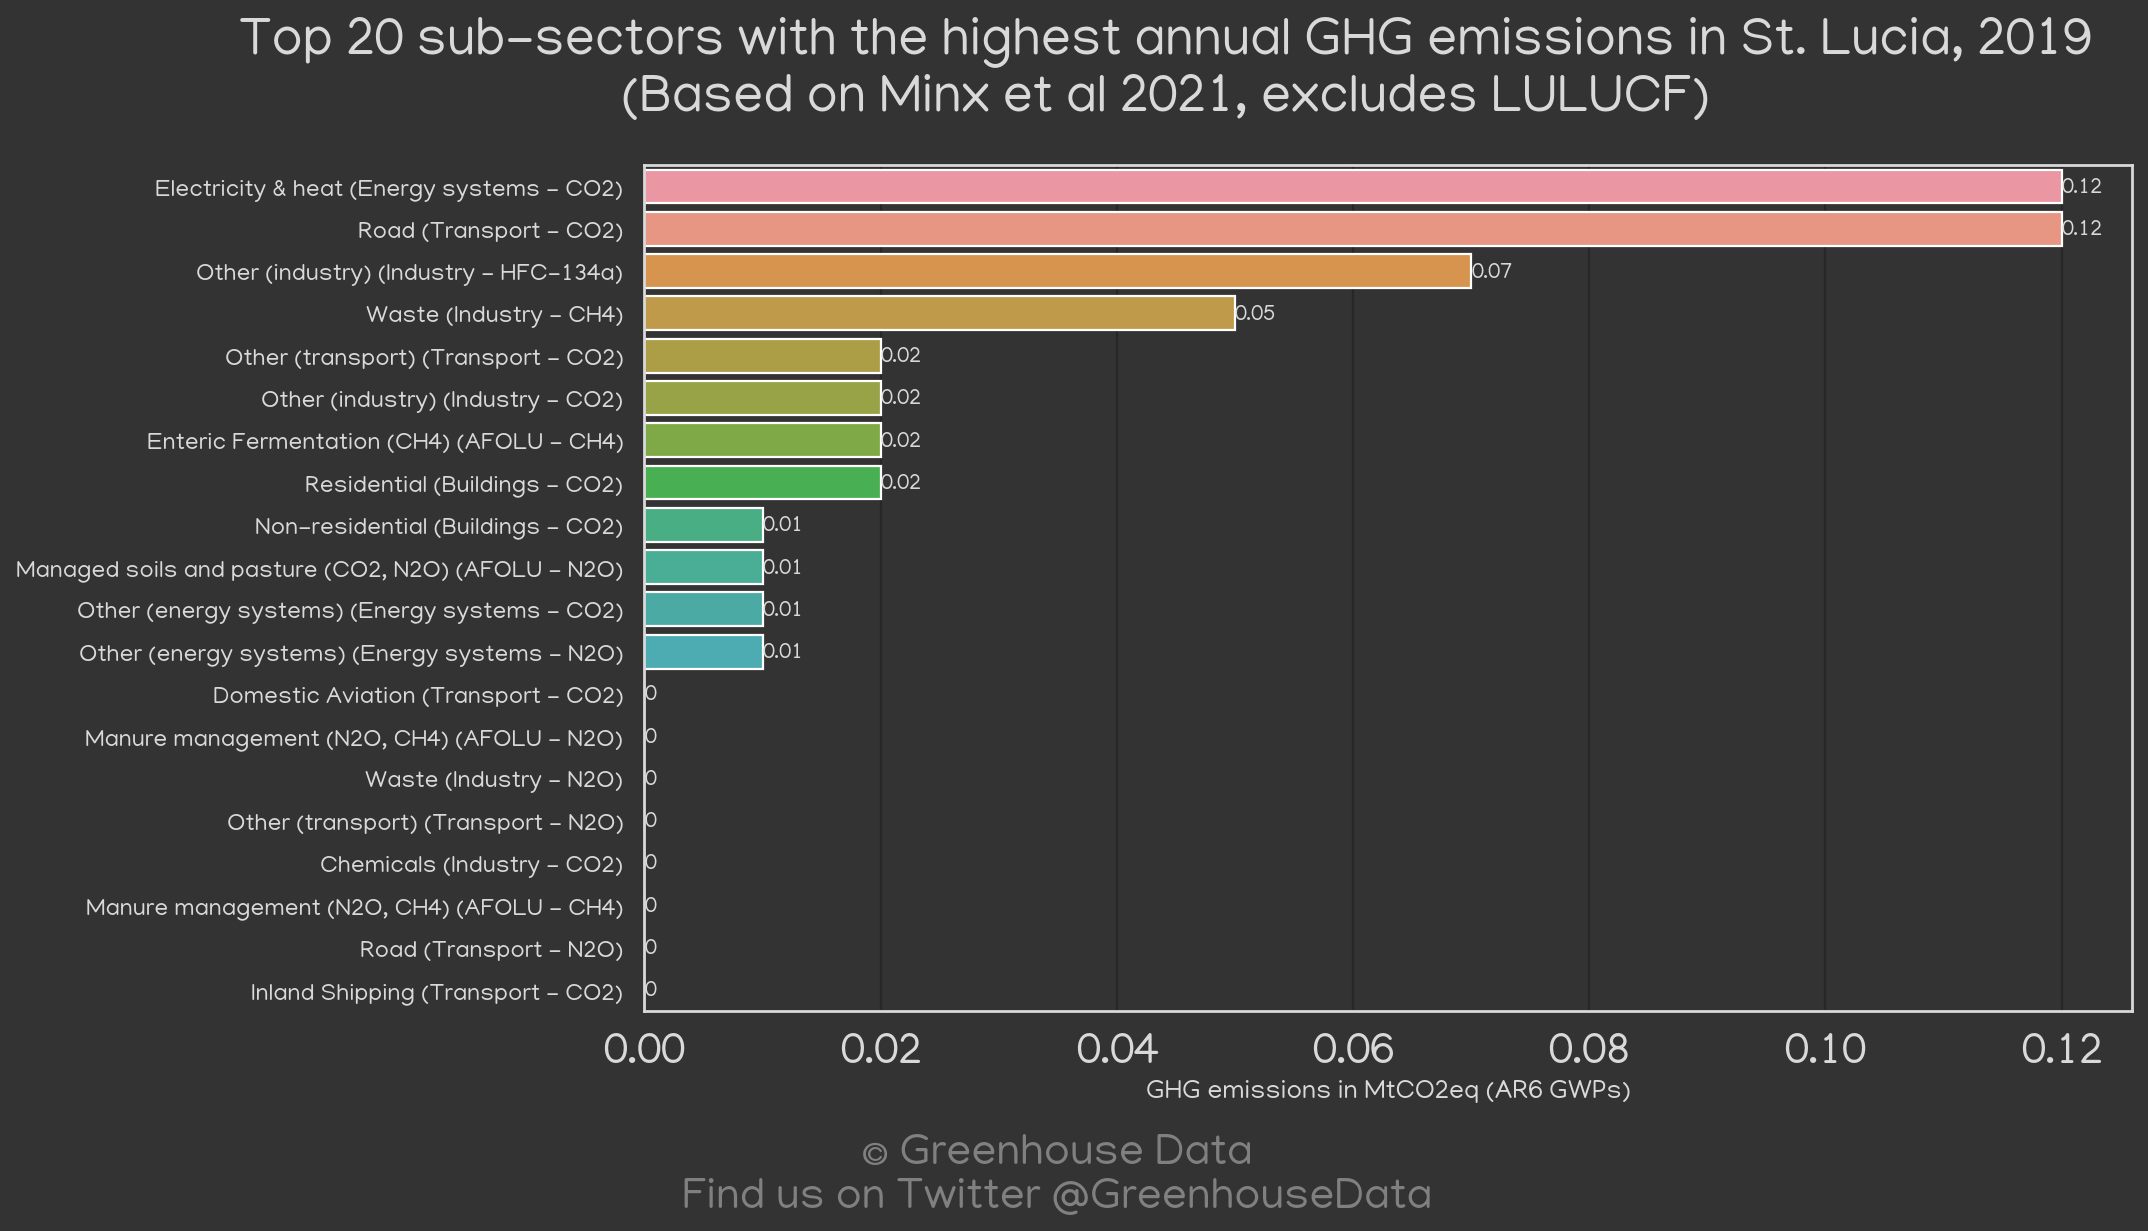 Top 20 sub-sectors with the highest annual GHG emissions in St. Lucia, 2019
(Based on Minx et al 2021, excludes LULUCF)
Electricity & heat (Energy systems - CO2) 0.12
Road (Transport - CO2) 0.12
Other (industry) (Industry - HFC-134a) 0.07
Waste (Industry - CH4) 0.05
Other (transport) (Transport - CO2) 0.02
Other (industry) (Industry - CO2) 0.02
Enteric Fermentation (CH4) (AFOLU - CH4) 0.02
Residential (Buildings - CO2) 0.02
Non-residential (Buildings - CO2) 0.01
Managed soils and pasture (CO2, N2O) (AFOLU - N2O) 0.01
Other (energy systems) (Energy systems - CO2) 0.01
Other (energy systems) (Energy systems - N2O) 0.01
Domestic Aviation (Transport - CO2) 0
Manure management (N2O, CH4) (AFOLU - N2O) 0
Waste (Industry - N2O) 0
Other (transport) (Transport - N2O) 0
Chemicals (Industry - CO2) 0
Manure management (N2O, CH4) (AFOLU - CH4) 0
Road (Transport - N2O) 0
Inland Shipping (Transport - CO2) 0
0.00 0.02 0.04 0.06 0.08 0.10 0.12
GHG emissions in MtCO2eq (AR6 GWPs)
© Greenhouse Data
Find us on Twitter @GreenhouseData